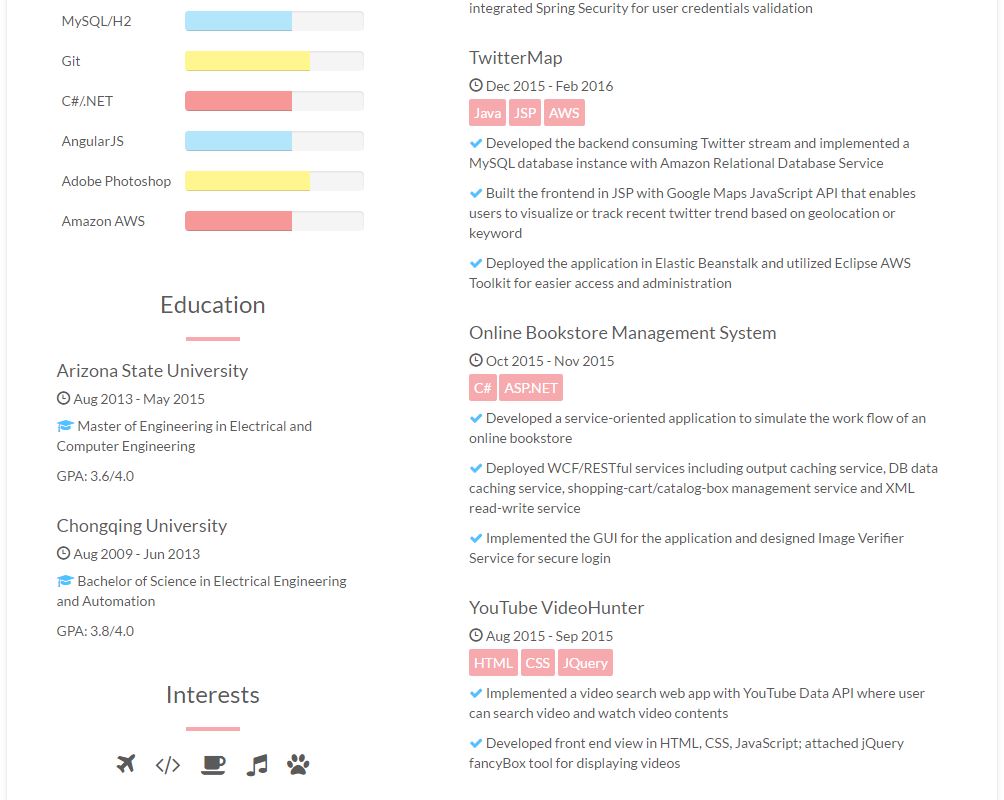 MySQL/H2
Git
C#/.NET
AngularJS
Adobe Photoshop
Amazon AWS
Education
Arizona State University
Aug 2013 - May 2015
Master of Engineering in Electrical and
Computer Engineering
GPA: 3.6/4.0
Chongqing University
Aug 2009 - Jun 2013
Bachelor of Science in Electrical Engineering
and Automation
GPA: 3.8/4.0
Interests
integrated Spring Security for user credentials validation
TwitterMap
Dec 2015 - Feb 2016
Java JSP AWS
Developed the backend consuming Twitter stream and implemented a
MySQL database instance with Amazon Relational Database Service
Built the frontend in JSP with Google Maps JavaScript API that enables
users to visualize or track recent twitter trend based on geolocation or
keyword
Deployed the application in Elastic Beanstalk and utilized Eclipse AWS
Toolkit for easier access and administration
Online Bookstore Management System
Oct 2015 - Nov 2015
C# ASP.NET
Developed a service-oriented application to simulate the work flow of an
online bookstore
Deployed WCF/RESTful services including output caching service, DB data
caching service, shopping-cart/catalog-box management service and XML
read-write service
Implemented the GUI for the application and designed Image Verifier
Service for secure login
YouTube VideoHunter
Aug 2015 - Sep 2015
HTML CSS JQuery
Implemented a video search web app with YouTube Data API where user
can search video and watch video contents
Developed front end view in HTML, CSS, JavaScript; attached jQuery
fancyBox tool for displaying videos